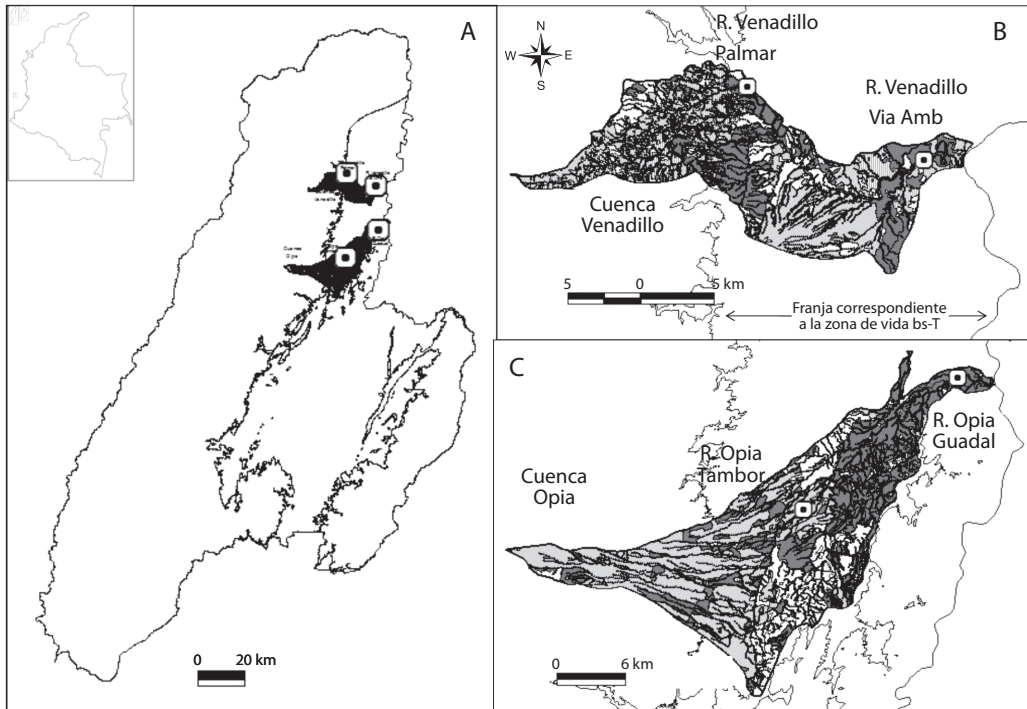 A
0
20 km
B
N
W
E
S
R. Venadillo
Palmar
R. Venadillo
Via Amb
Cuenca
Venadillo
5
0
5 km
Franja correspondiente
a la zona de vida bs-T
C
R. Opia
Guadal
R. Opia
Tambor
Cuenca
Opia
0
6 km